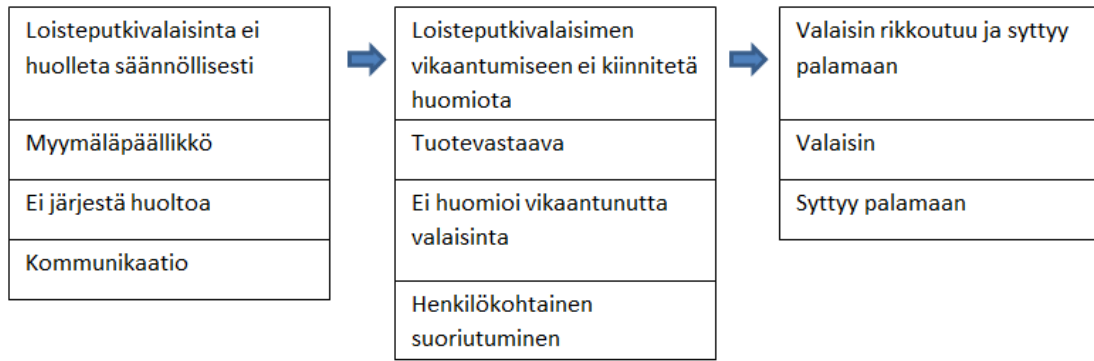 Loisteputkivalaisinta ei
huolleta säännöllisesti
Myymäläpäällikkö
Ei järjestä huoltoa
Kommunikaatio
Loisteputkivalaisimen
vikaantumiseen ei kiinnitetä
huomiota
Tuotevastaava
Ei huomioi vikaantunutta
valaisinta
Henkilökohtainen
suoriutuminen
Valaisin rikkoutuu ja syttyy
palamaan
Valaisin
Syttyy palamaan